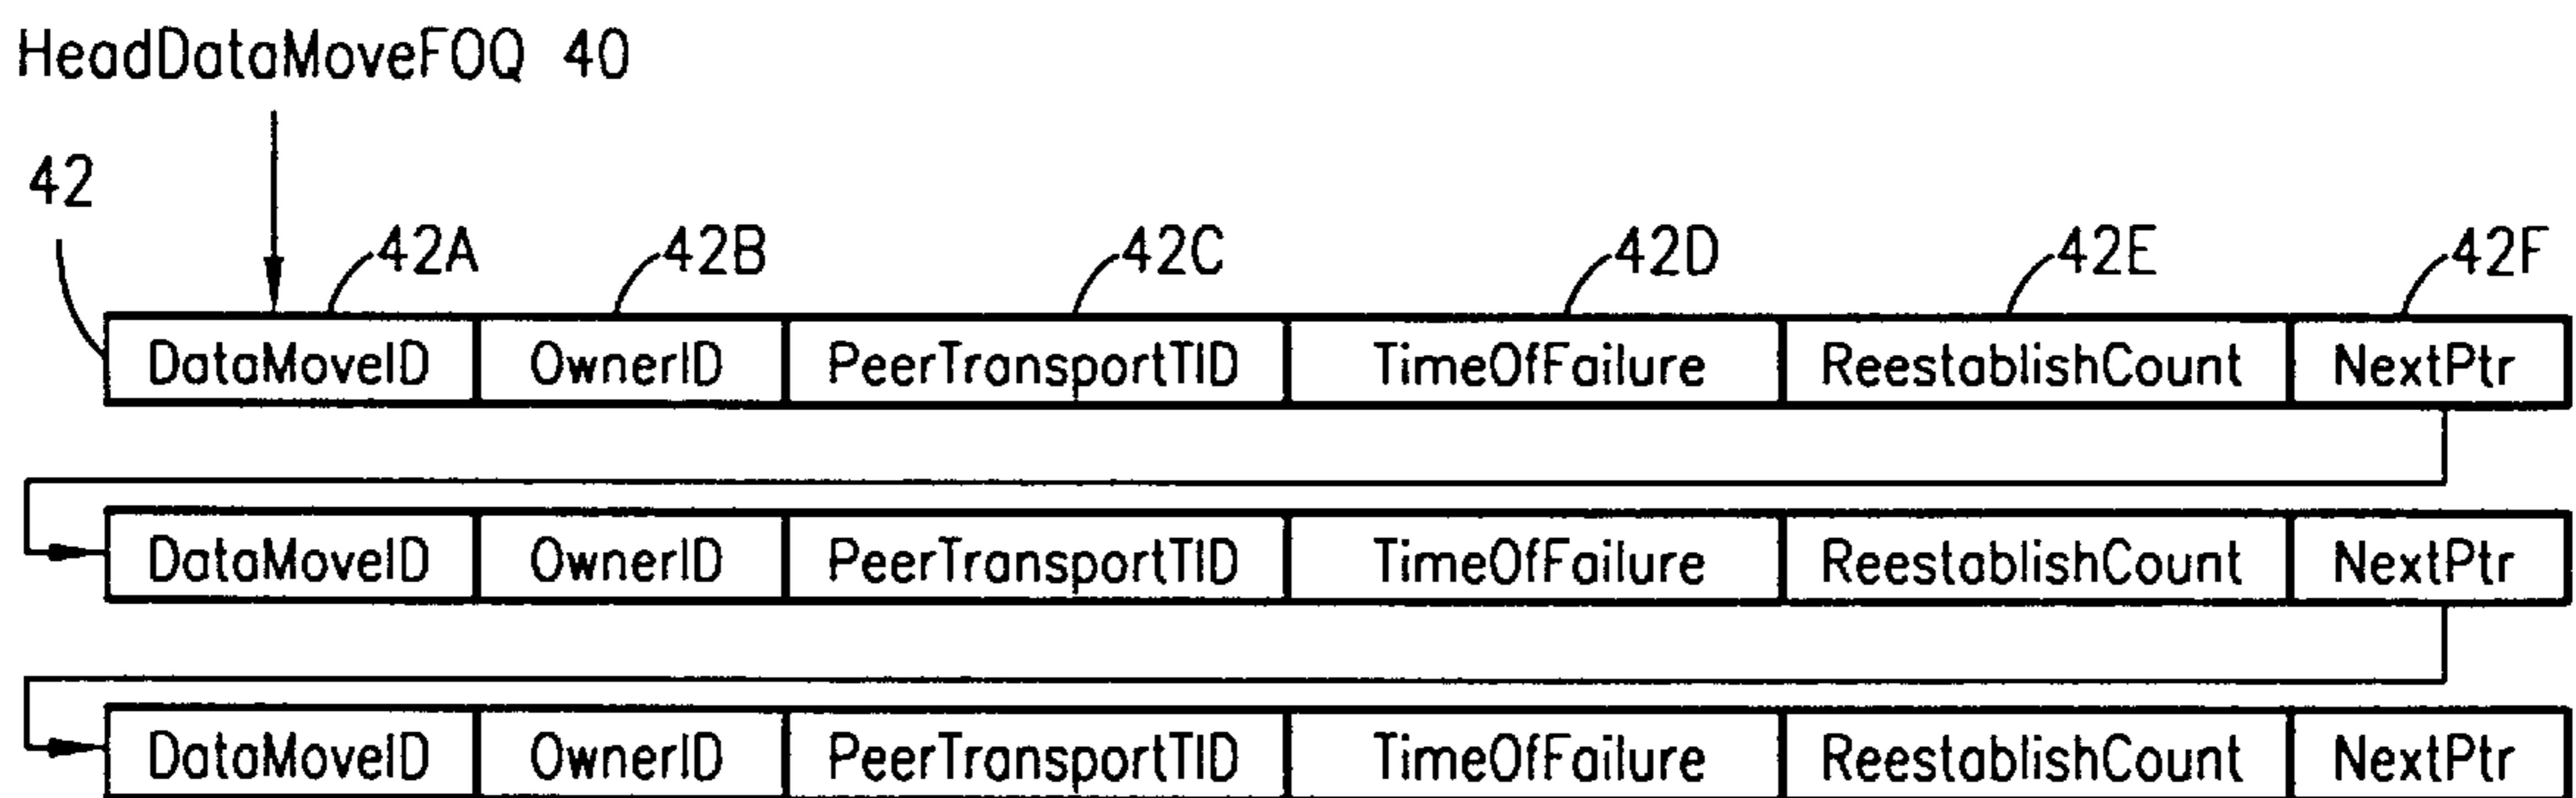 HeadDataMoveFOQ 40
42
42A 42B 42C 42D 42E 42F
DataMoveID OwnerID PeerTransportTID TimeOfFailure ReestablishCount NextPtr
DataMoveID OwnerID PeerTransportTID TimeOfFailure ReestablishCount NextPtr
DataMoveID OwnerID PeerTransportTID TimeOfFailure ReestablishCount NextPtr